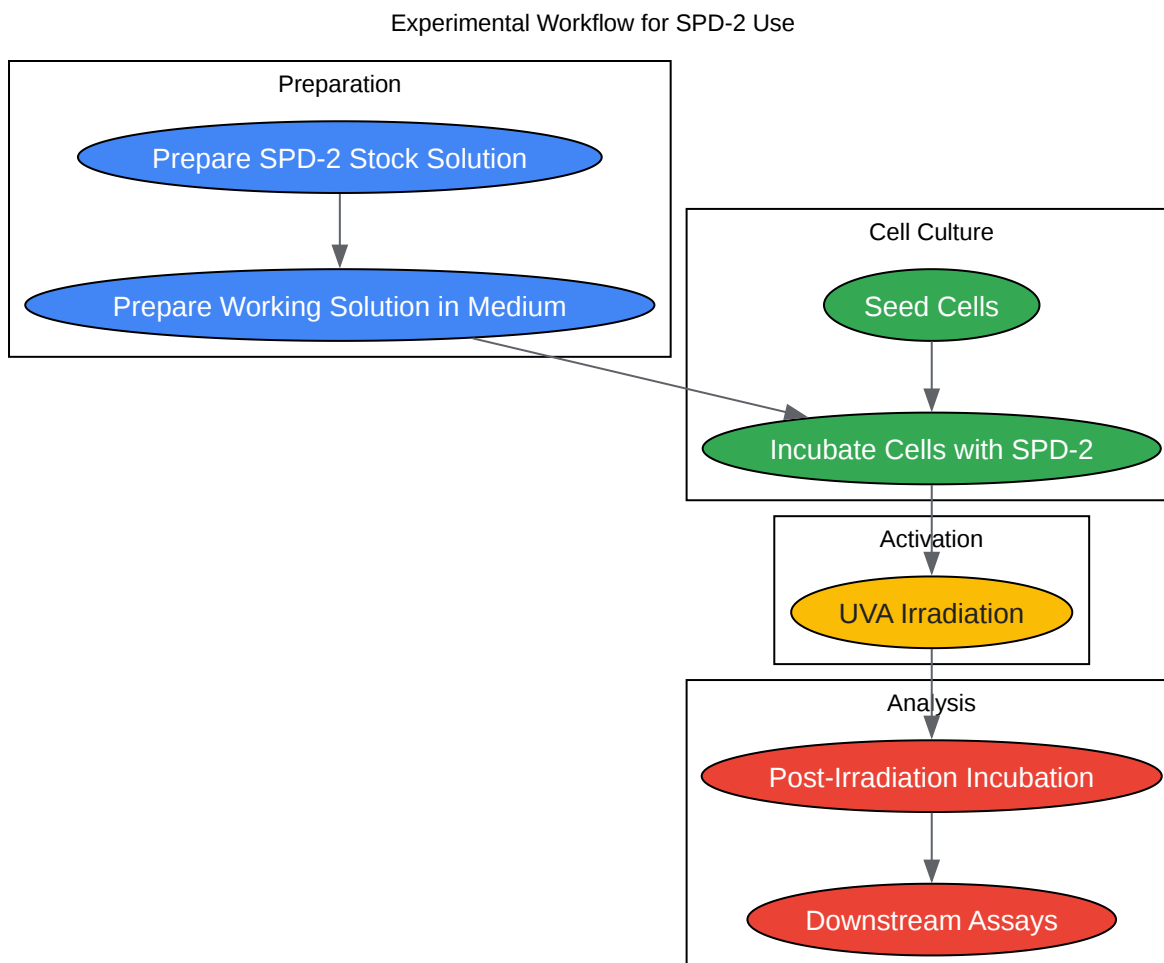 Experimental Workflow for SPD-2 Use
Preparation
Prepare SPD-2 Stock Solution
Prepare Working Solution in Medium
Cell Culture
Seed Cells
Incubate Cells with SPD-2
Activation
UVA Irradiation
Analysis
Post-Irradiation Incubation
Downstream Assays